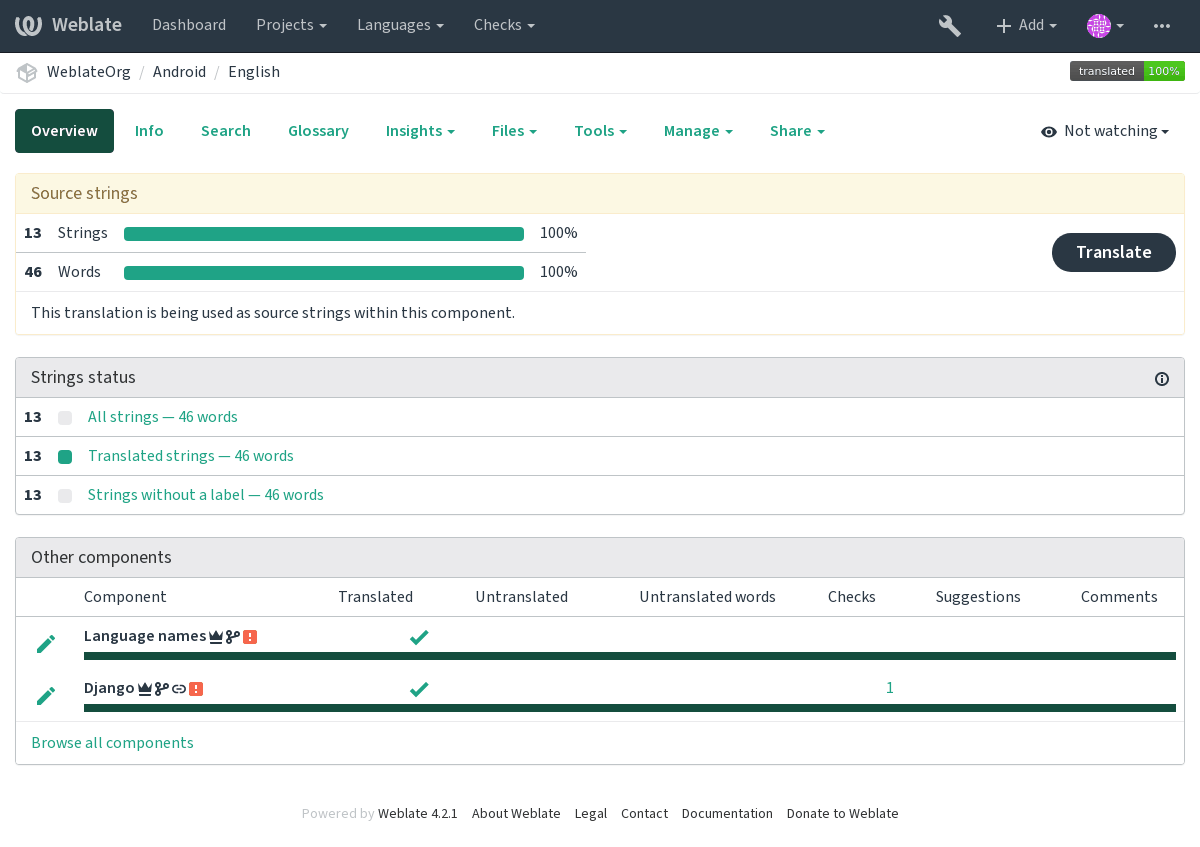 Weblate Dashboard Projects Languages Checks Add
WeblateOrg / Android / English translated 100%
Overview Info Search Glossary Insights Files Tools Manage Share Not watching
Source strings
13 Strings 100%
Translate
46 Words 100%
This translation is being used as source strings within this component.
Strings status
13 All strings — 46 words
13 Translated strings — 46 words
13 Strings without a label — 46 words
Other components
Component Translated Untranslated Untranslated words Checks Suggestions Comments
Language names
Django 1
Browse all components
Powered by Weblate 4.2.1 About Weblate Legal Contact Documentation Donate to Weblate